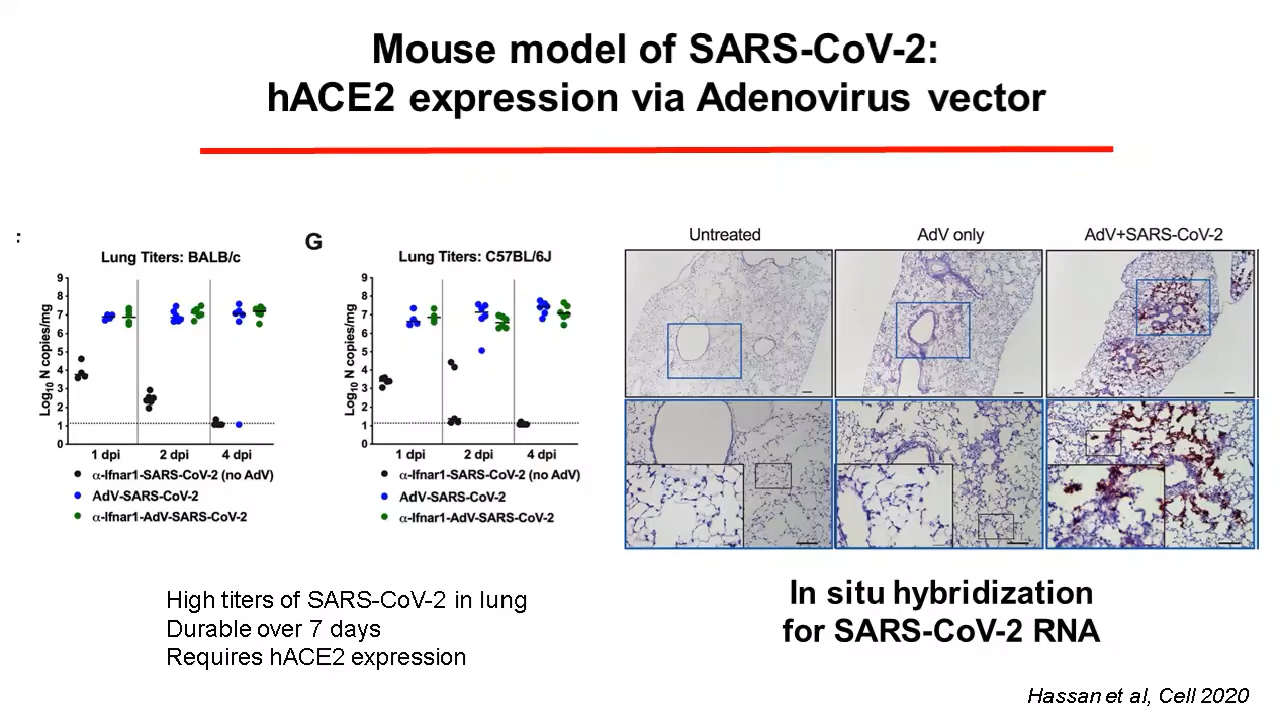 Mouse model of SARS-CoV-2:
hACE2 expression via Adenovirus vector
Lung Titers: BALB/c
Log10 N copies/mg
9
8
7
6
5
4
3
2
1
0
1 dpi 2 dpi 4 dpi
α-Ifnar1-SARS-CoV-2 (no AdV)
AdV-SARS-CoV-2
α-Ifnar1-AdV-SARS-CoV-2
G
Lung Titers: C57BL/6J
Log10 N copies/mg
9
8
7
6
5
4
3
2
1
0
1 dpi 2 dpi 4 dpi
α-Ifnar1-SARS-CoV-2 (no AdV)
AdV-SARS-CoV-2
α-Ifnar1-AdV-SARS-CoV-2
Untreated
AdV only
AdV+SARS-CoV-2
High titers of SARS-CoV-2 in lung
Durable over 7 days
Requires hACE2 expression
In situ hybridization
for SARS-CoV-2 RNA
Hassan et al, Cell 2020